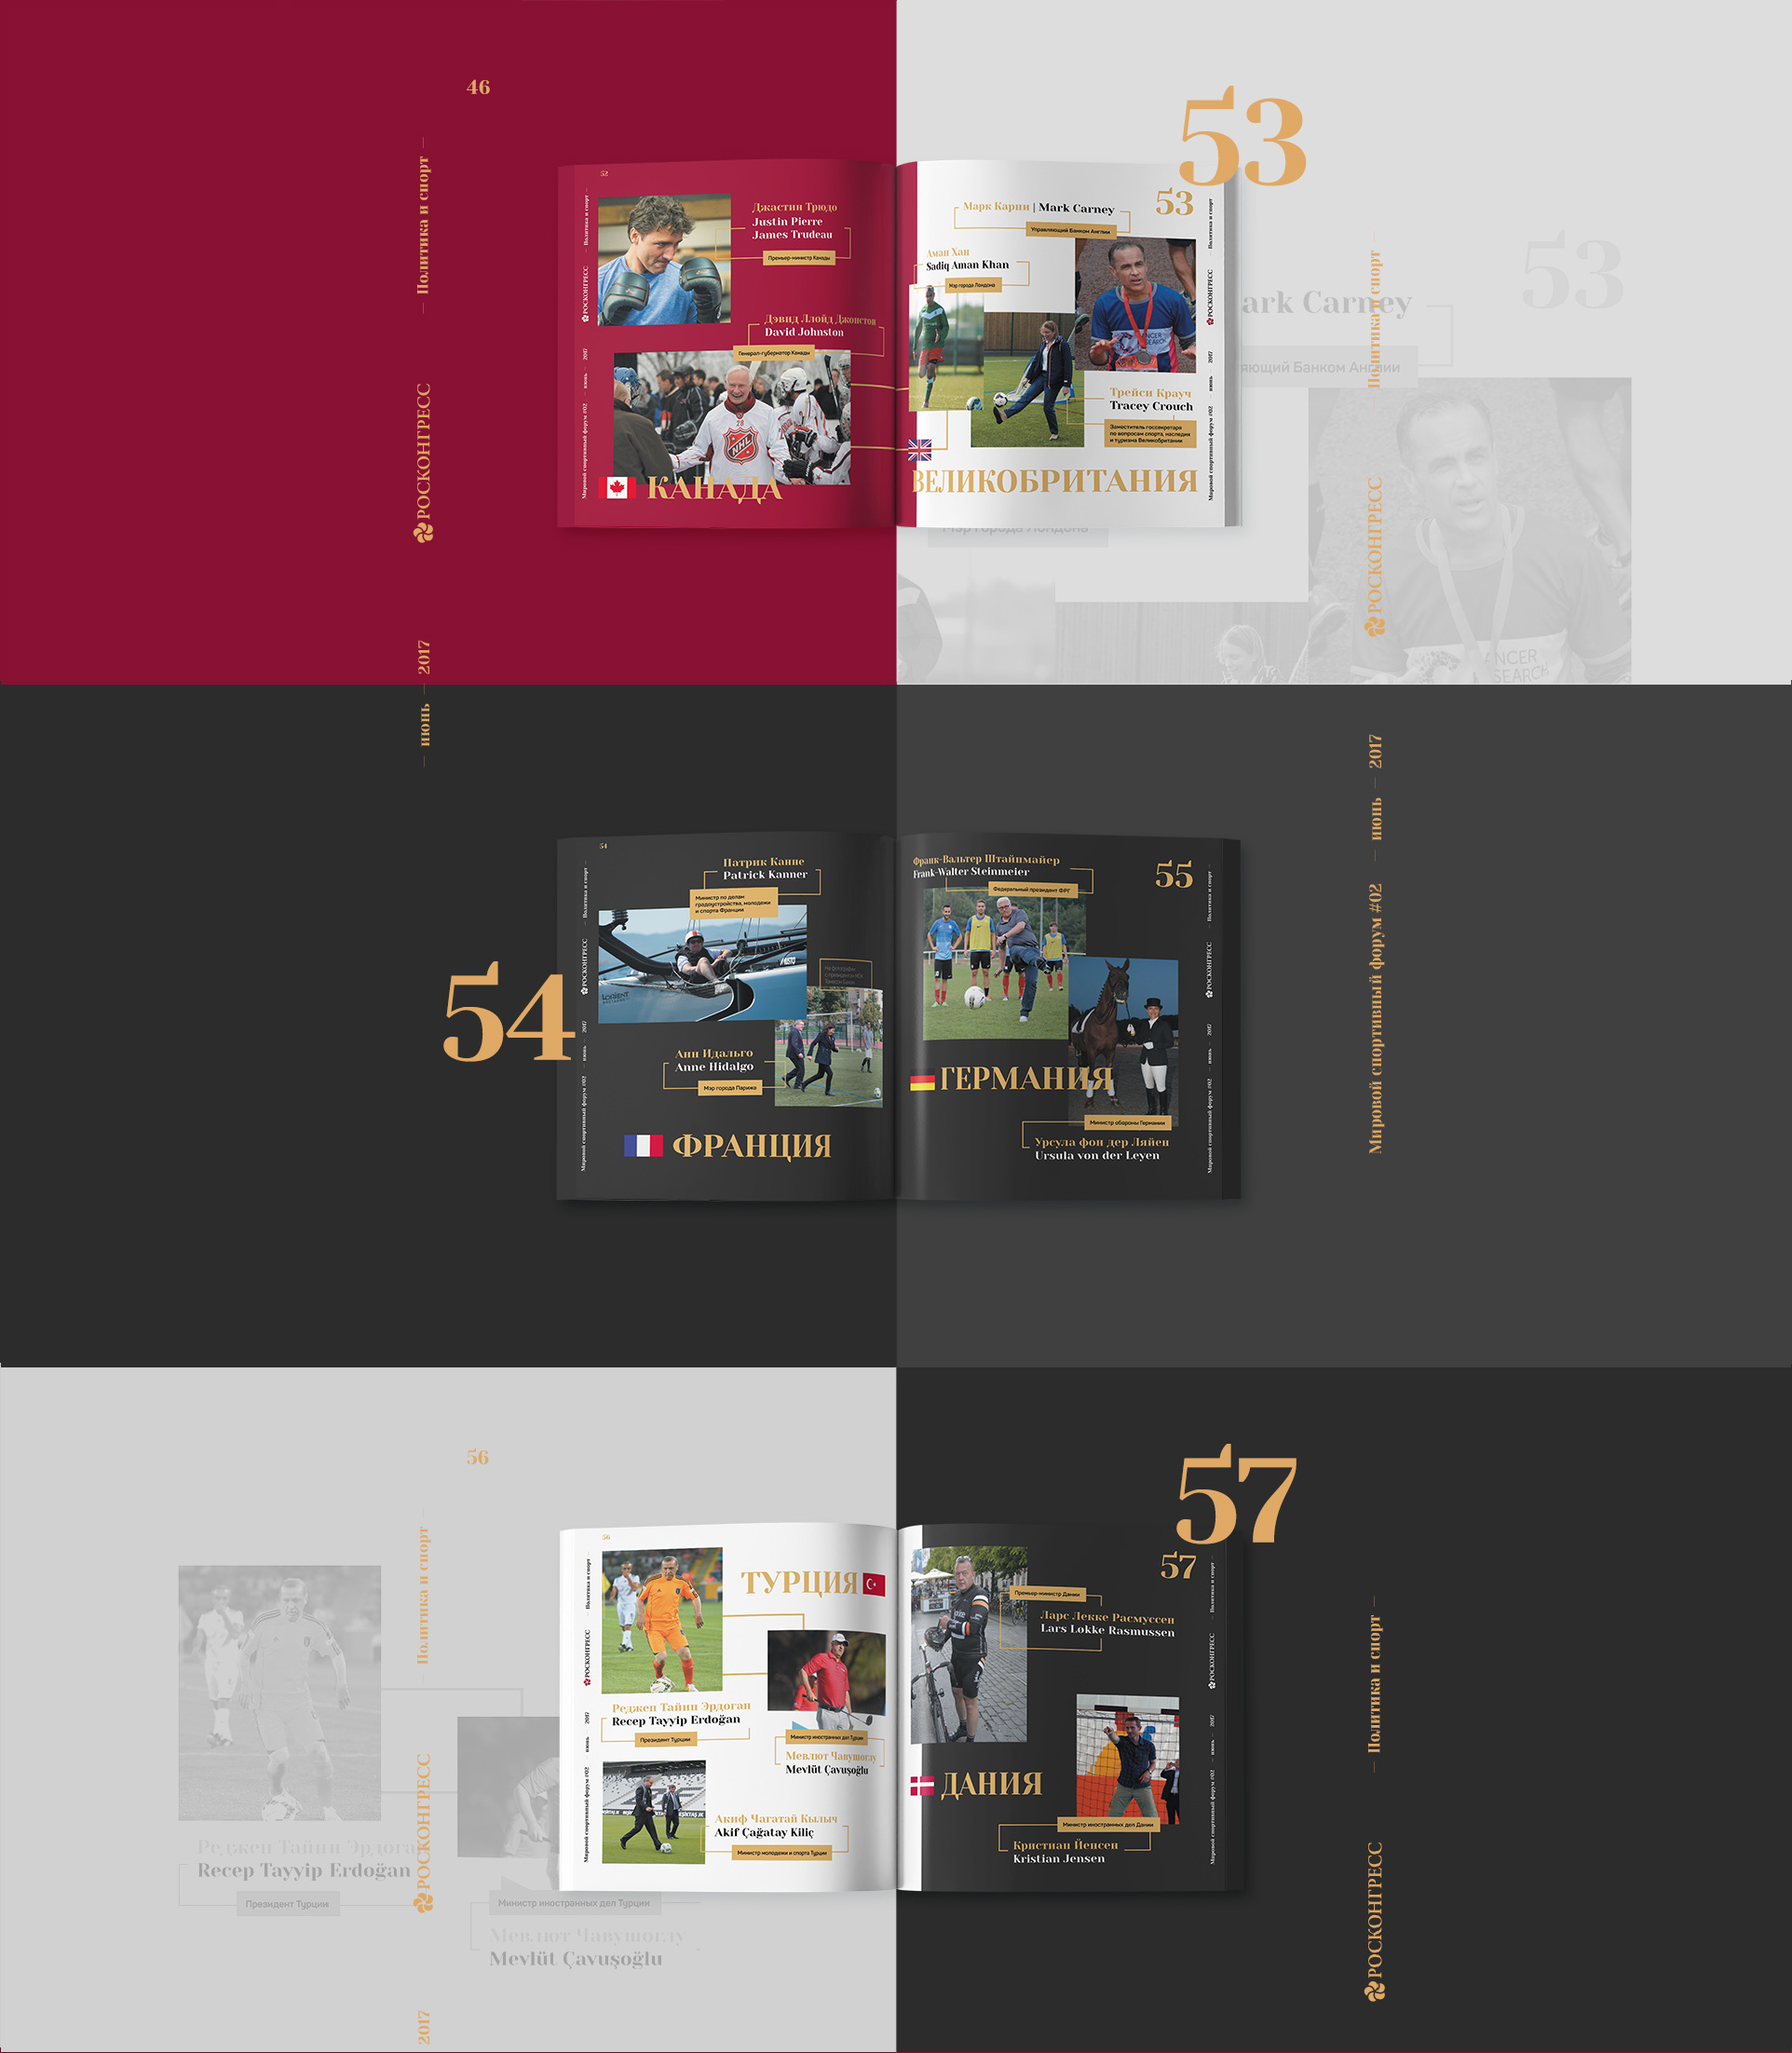 46
— Политика и спорт —
РОСКОНГРЕСС
— июнь — 2017
52
Политика и спорт
РОСКОНГРЕСС
Мировой спортивный форум #02 — июнь — 2017
Джастин Трюдо
Justin Pierre
James Trudeau
Премьер-министр Канады
Дэвид Ллойд Джонстон
David Johnston
Генерал-губернатор Канады
NHL
КАНАДА
53
53
Марк Карни | Mark Carney
Управляющий Банком Англии
Аман Хан
Sadiq Aman Khan
Мэр города Лондона
ANCER
SEARCH
Трейси Крауч
Tracey Crouch
Заместитель госсекретаря
по вопросам спорта, наследия
и туризма Великобритании
ВЕЛИКОБРИТАНИЯ
Политика и спорт
РОСКОНГРЕСС
Мировой спортивный форум #02 — июнь — 2017
53
ark Carney
яющий Банком Англии
Мэр города Лондонь
ANCER
SEARCH
Политика и спорт
РОСКОНГРЕСС
54
54
Политика и спорт
РОСКОНГРЕСС
Мировой спортивный форум #02 — июнь — 2017
Патрик Канне
Patrick Kanner
Министр по делам
градоустройства, молодежи
и спорта Франции
Lorient
Анн Идальго
Anne Hidalgo
Мэр города Парижа
ФРАНЦИЯ
55
Франк-Вальтер Штайнмайер
Frank-Walter Steinmeier
Федеральный президент ФРГ
ГЕРМАНИЯ
Министр обороны Германии
Урсула фон дер Ляйен
Ursula von der Leyen
Политика и спорт
РОСКОНГРЕСС
Мировой спортивный форум #02 — июнь — 2017
Мировой спортивный форум #02 — июнь — 2017
56
Политика и спорт
РОСКОНГРЕСС
2017
Реджеп Тайип Эрдога
Recep Tayyip Erdoğan
Президент Турции
Министр иностранных дел Турции
Мевлют Чавушоглу
Mevlüt Çavuşoğlu
56
Политика и спорт
РОСКОНГРЕСС
Мировой спортивный форум #02 — июнь — 2017
ТУРЦИЯ
Реджеп Тайип Эрдоган
Recep Tayyip Erdoğan
Президент Турции
Министр иностранных дел Турции
Мевлют Чавушоглу
Mevlüt Çavuşoğlu
Акиф Чагатай Кылыч
Akif Çağatay Kiliç
Министр молодежи и спорта Турции
57
57
Премьер-министр Дании
Ларс Лекке Расмуссен
Lars Løkke Rasmussen
ДАНИЯ
Министр иностранных дел Дании
Кристиан Йенсен
Kristian Jensen
Политика и спорт
РОСКОНГРЕСС
Мировой спортивный форум #02 — июнь — 2017
— Политика и спорт —
РОСКОНГРЕСС